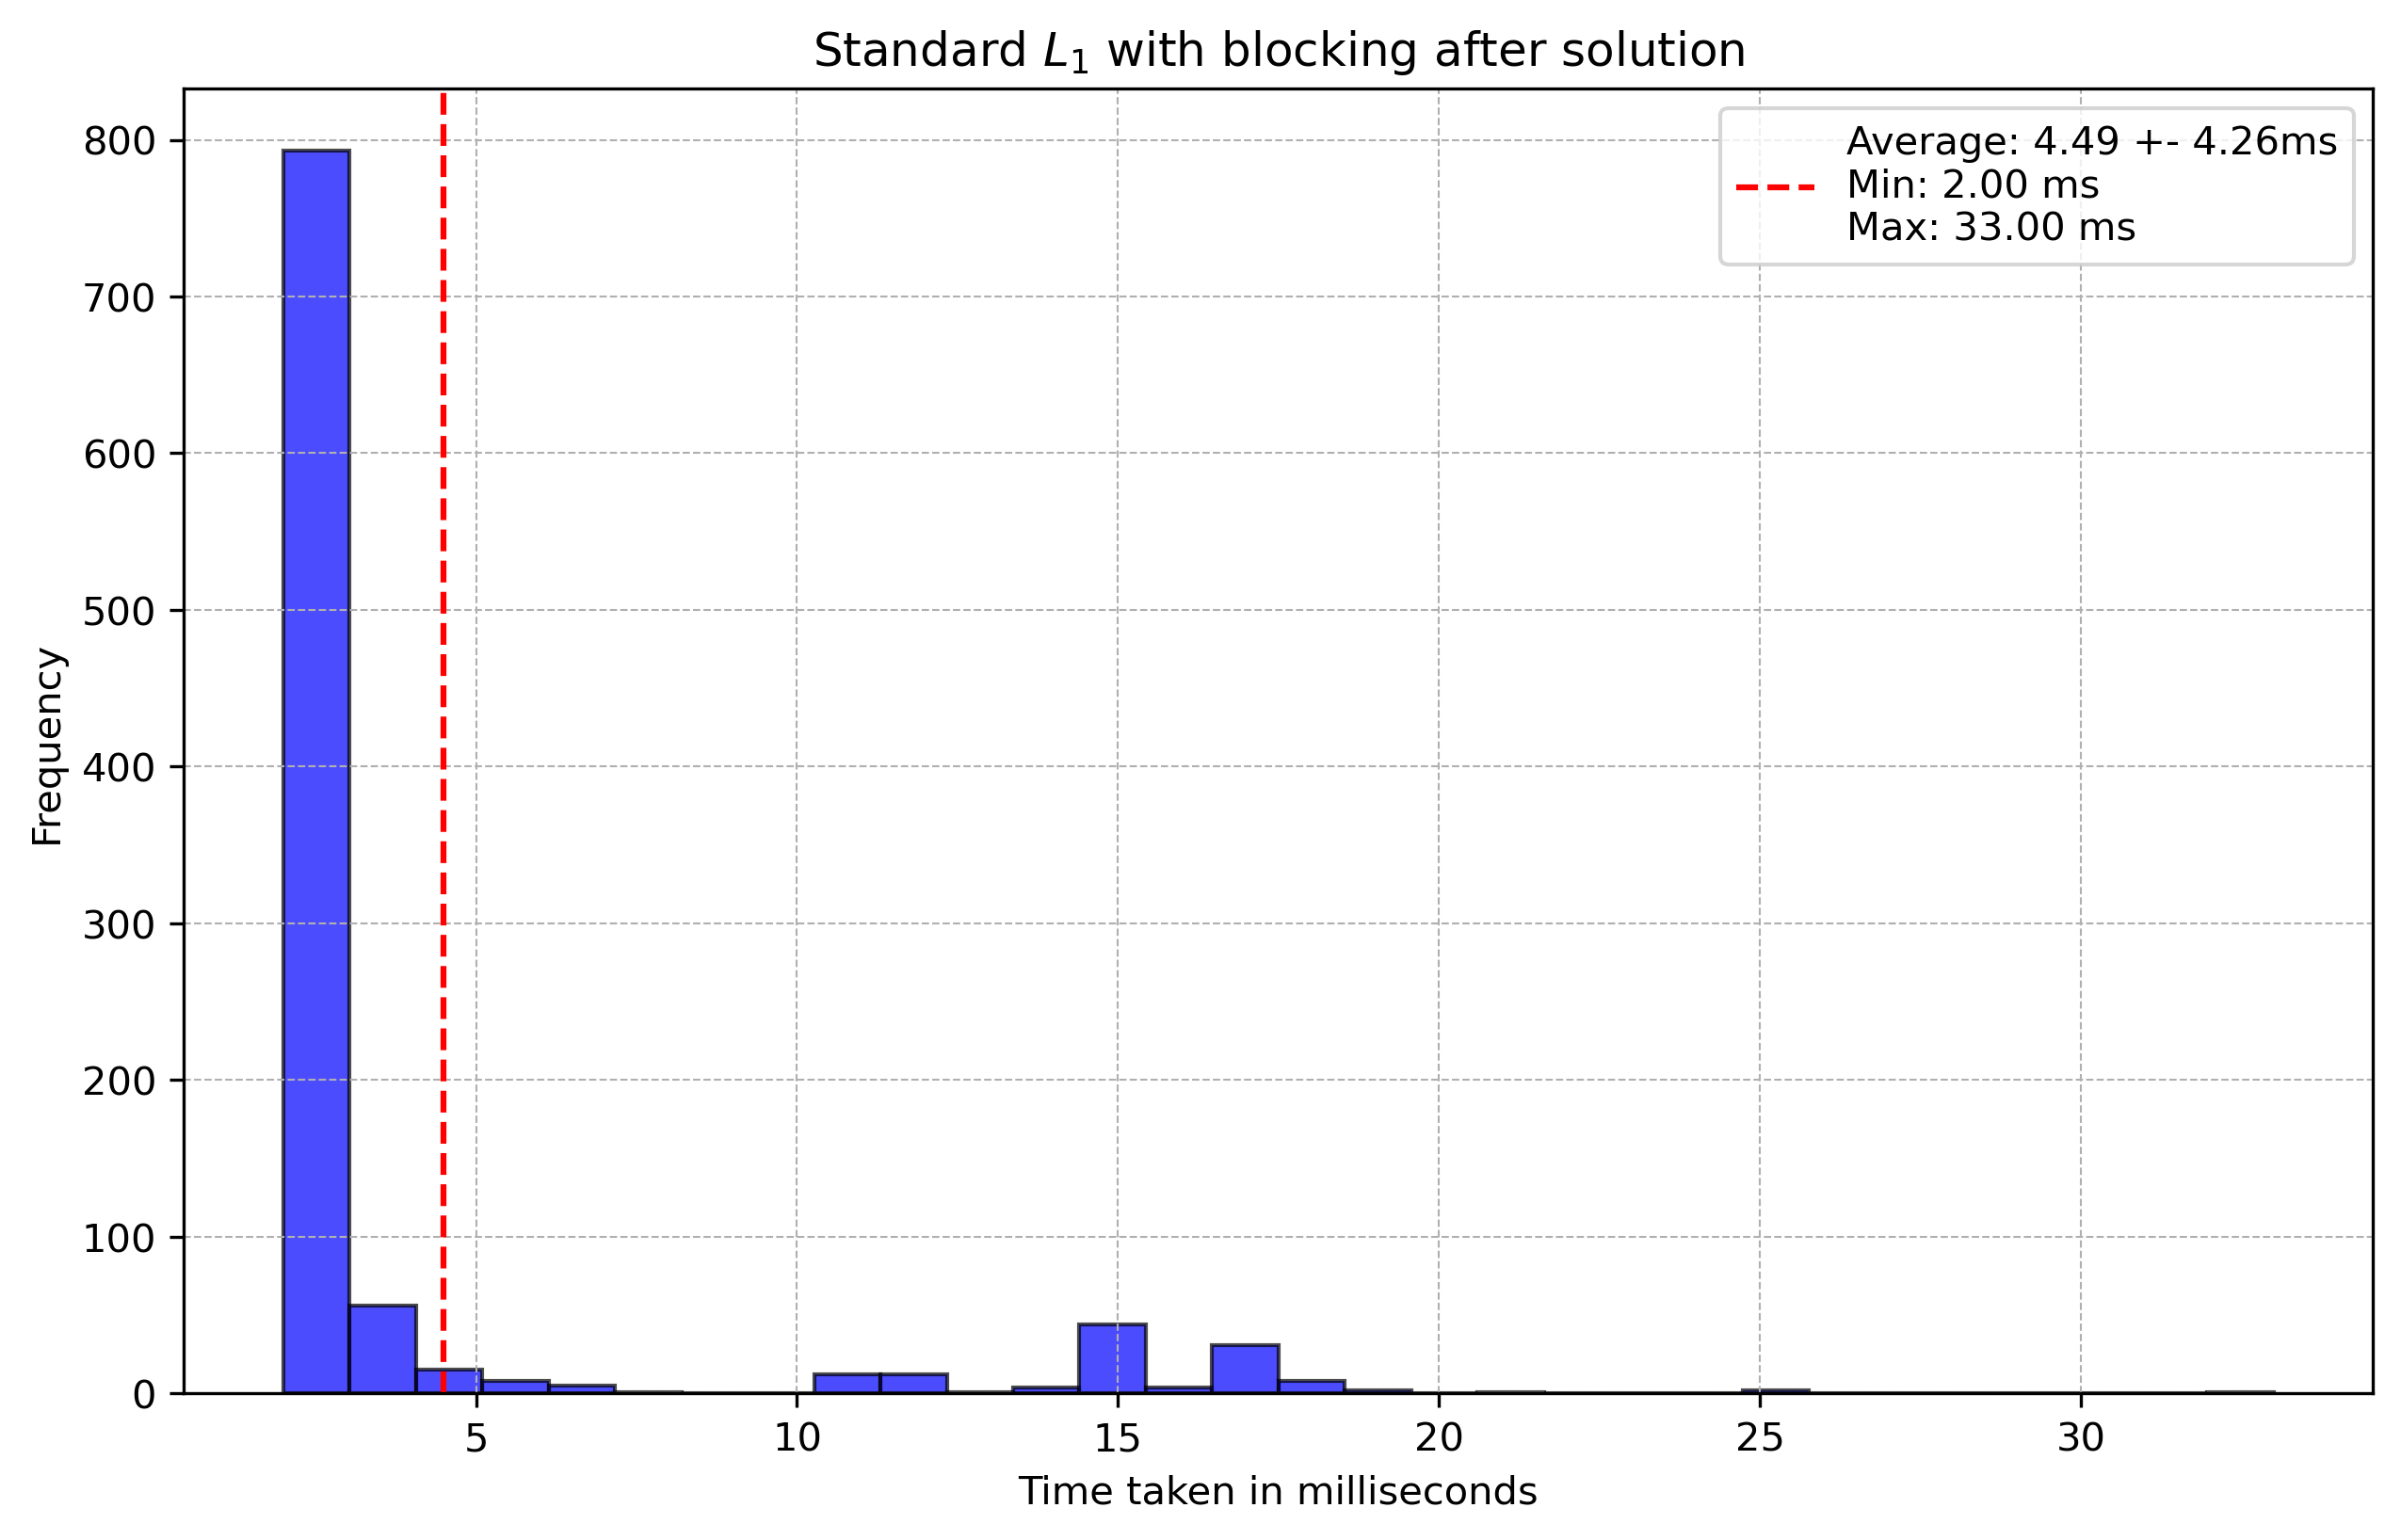 Standard L₁ with blocking after solution
Average: 4.49 +- 4.26ms
Min: 2.00 ms
Max: 33.00 ms
Frequency
800
700
600
500
400
300
200
100
0
5 10 15 20 25 30
Time taken in milliseconds